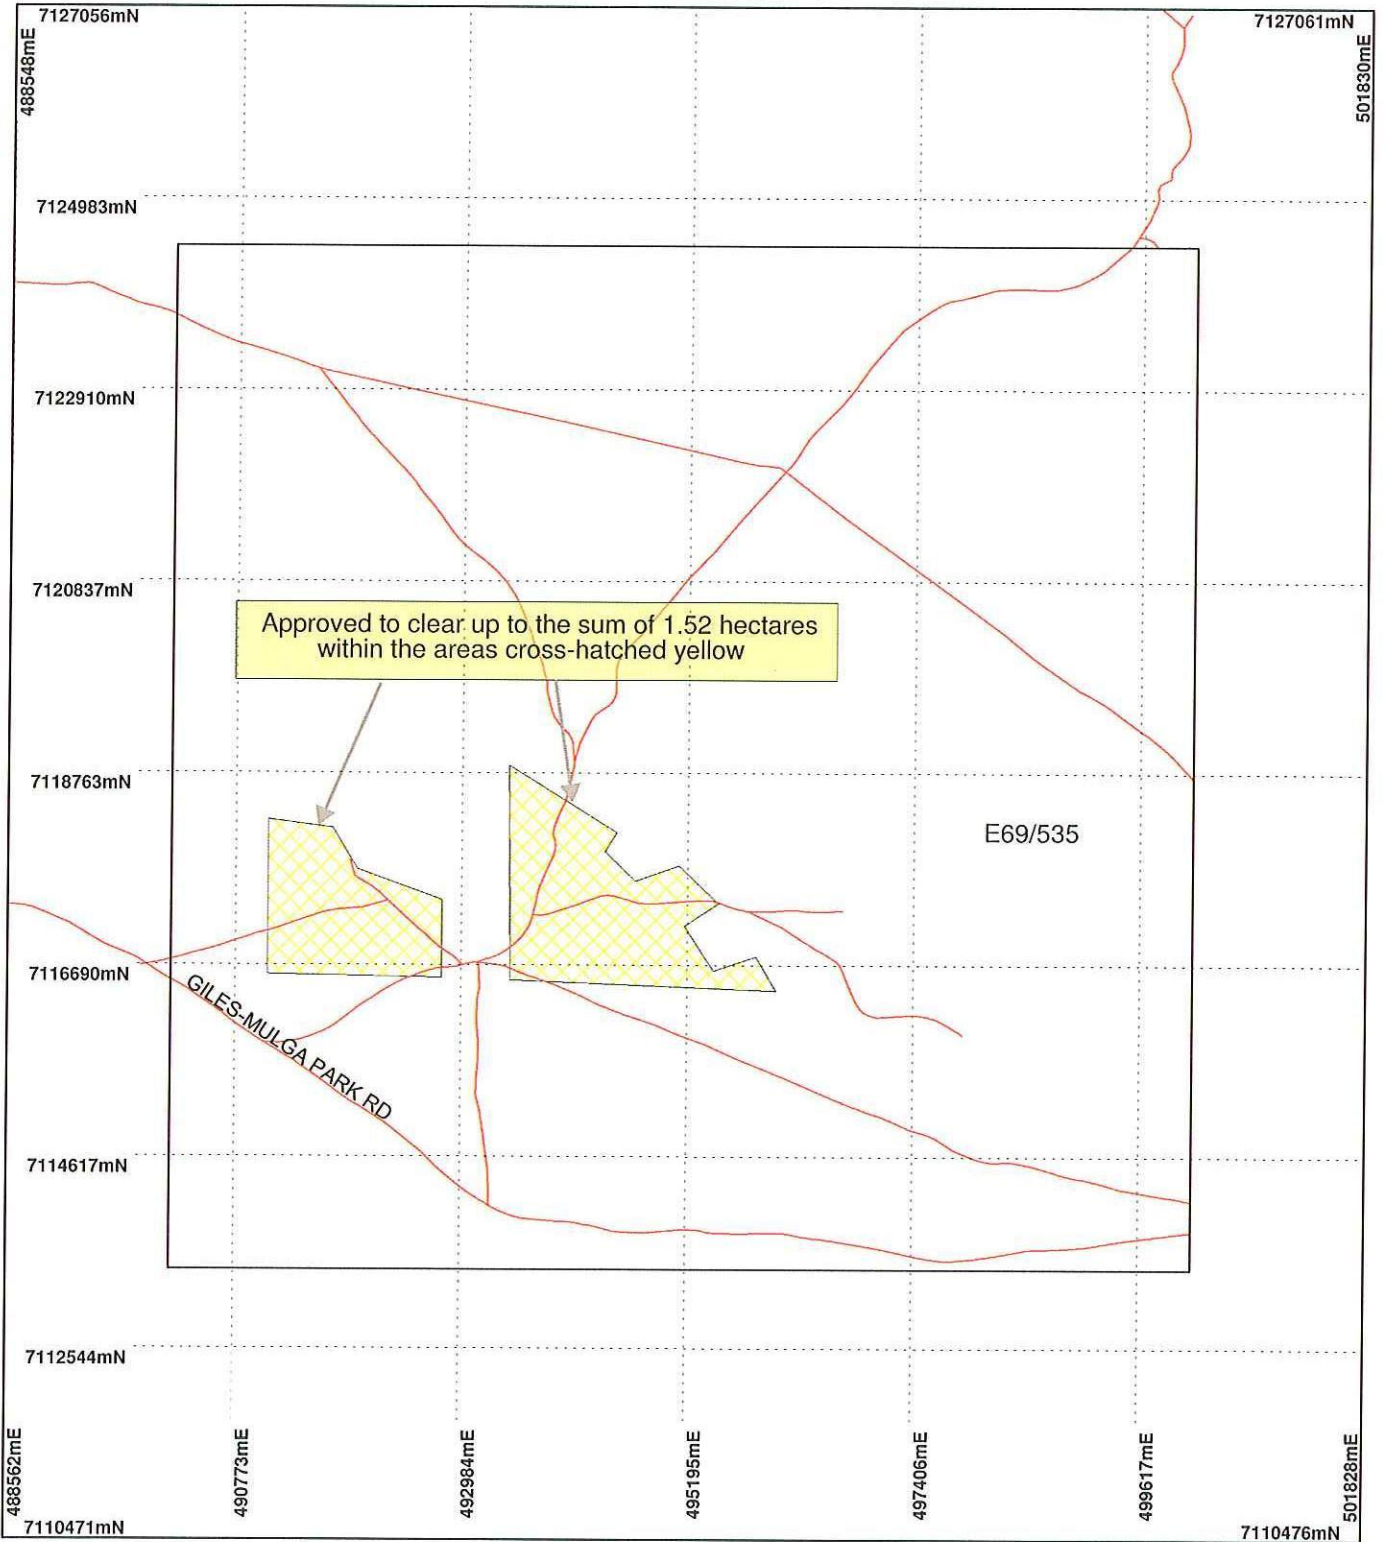 7127056mN
7127061mN
488548mE
501830mE
7124983mN
7122910mN
7120837mN
Approved to clear up to the sum of 1.52 hectares
within the areas cross-hatched yellow
7118763mN
E69/535
7116690mN
GILES-MULGA PARK RD
7114617mN
7112544mN
488562mE
490773mE
492984mE
495195mE
497406mE
499617mE
501828mE
7110471mN
7110476mN